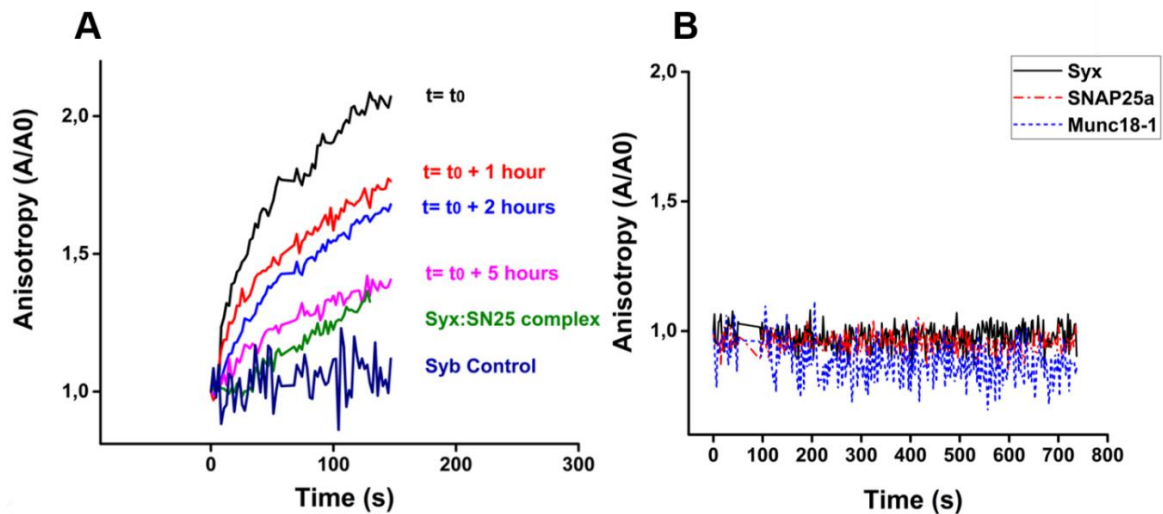 A
Anisotropy (A/A0)
2,0
1,5
1,0
t= t0
t= t0 + 1 hour
t= t0 + 2 hours
t= t0 + 5 hours
Syx:SN25 complex
Syb Control
0
100
200
300
Time (s)
B
Anisotropy (A/A0)
2,0
1,5
1,0
Syx
SNAP25a
Munc18-1
0
100
200
300
400
500
600
700
800
Time (s)